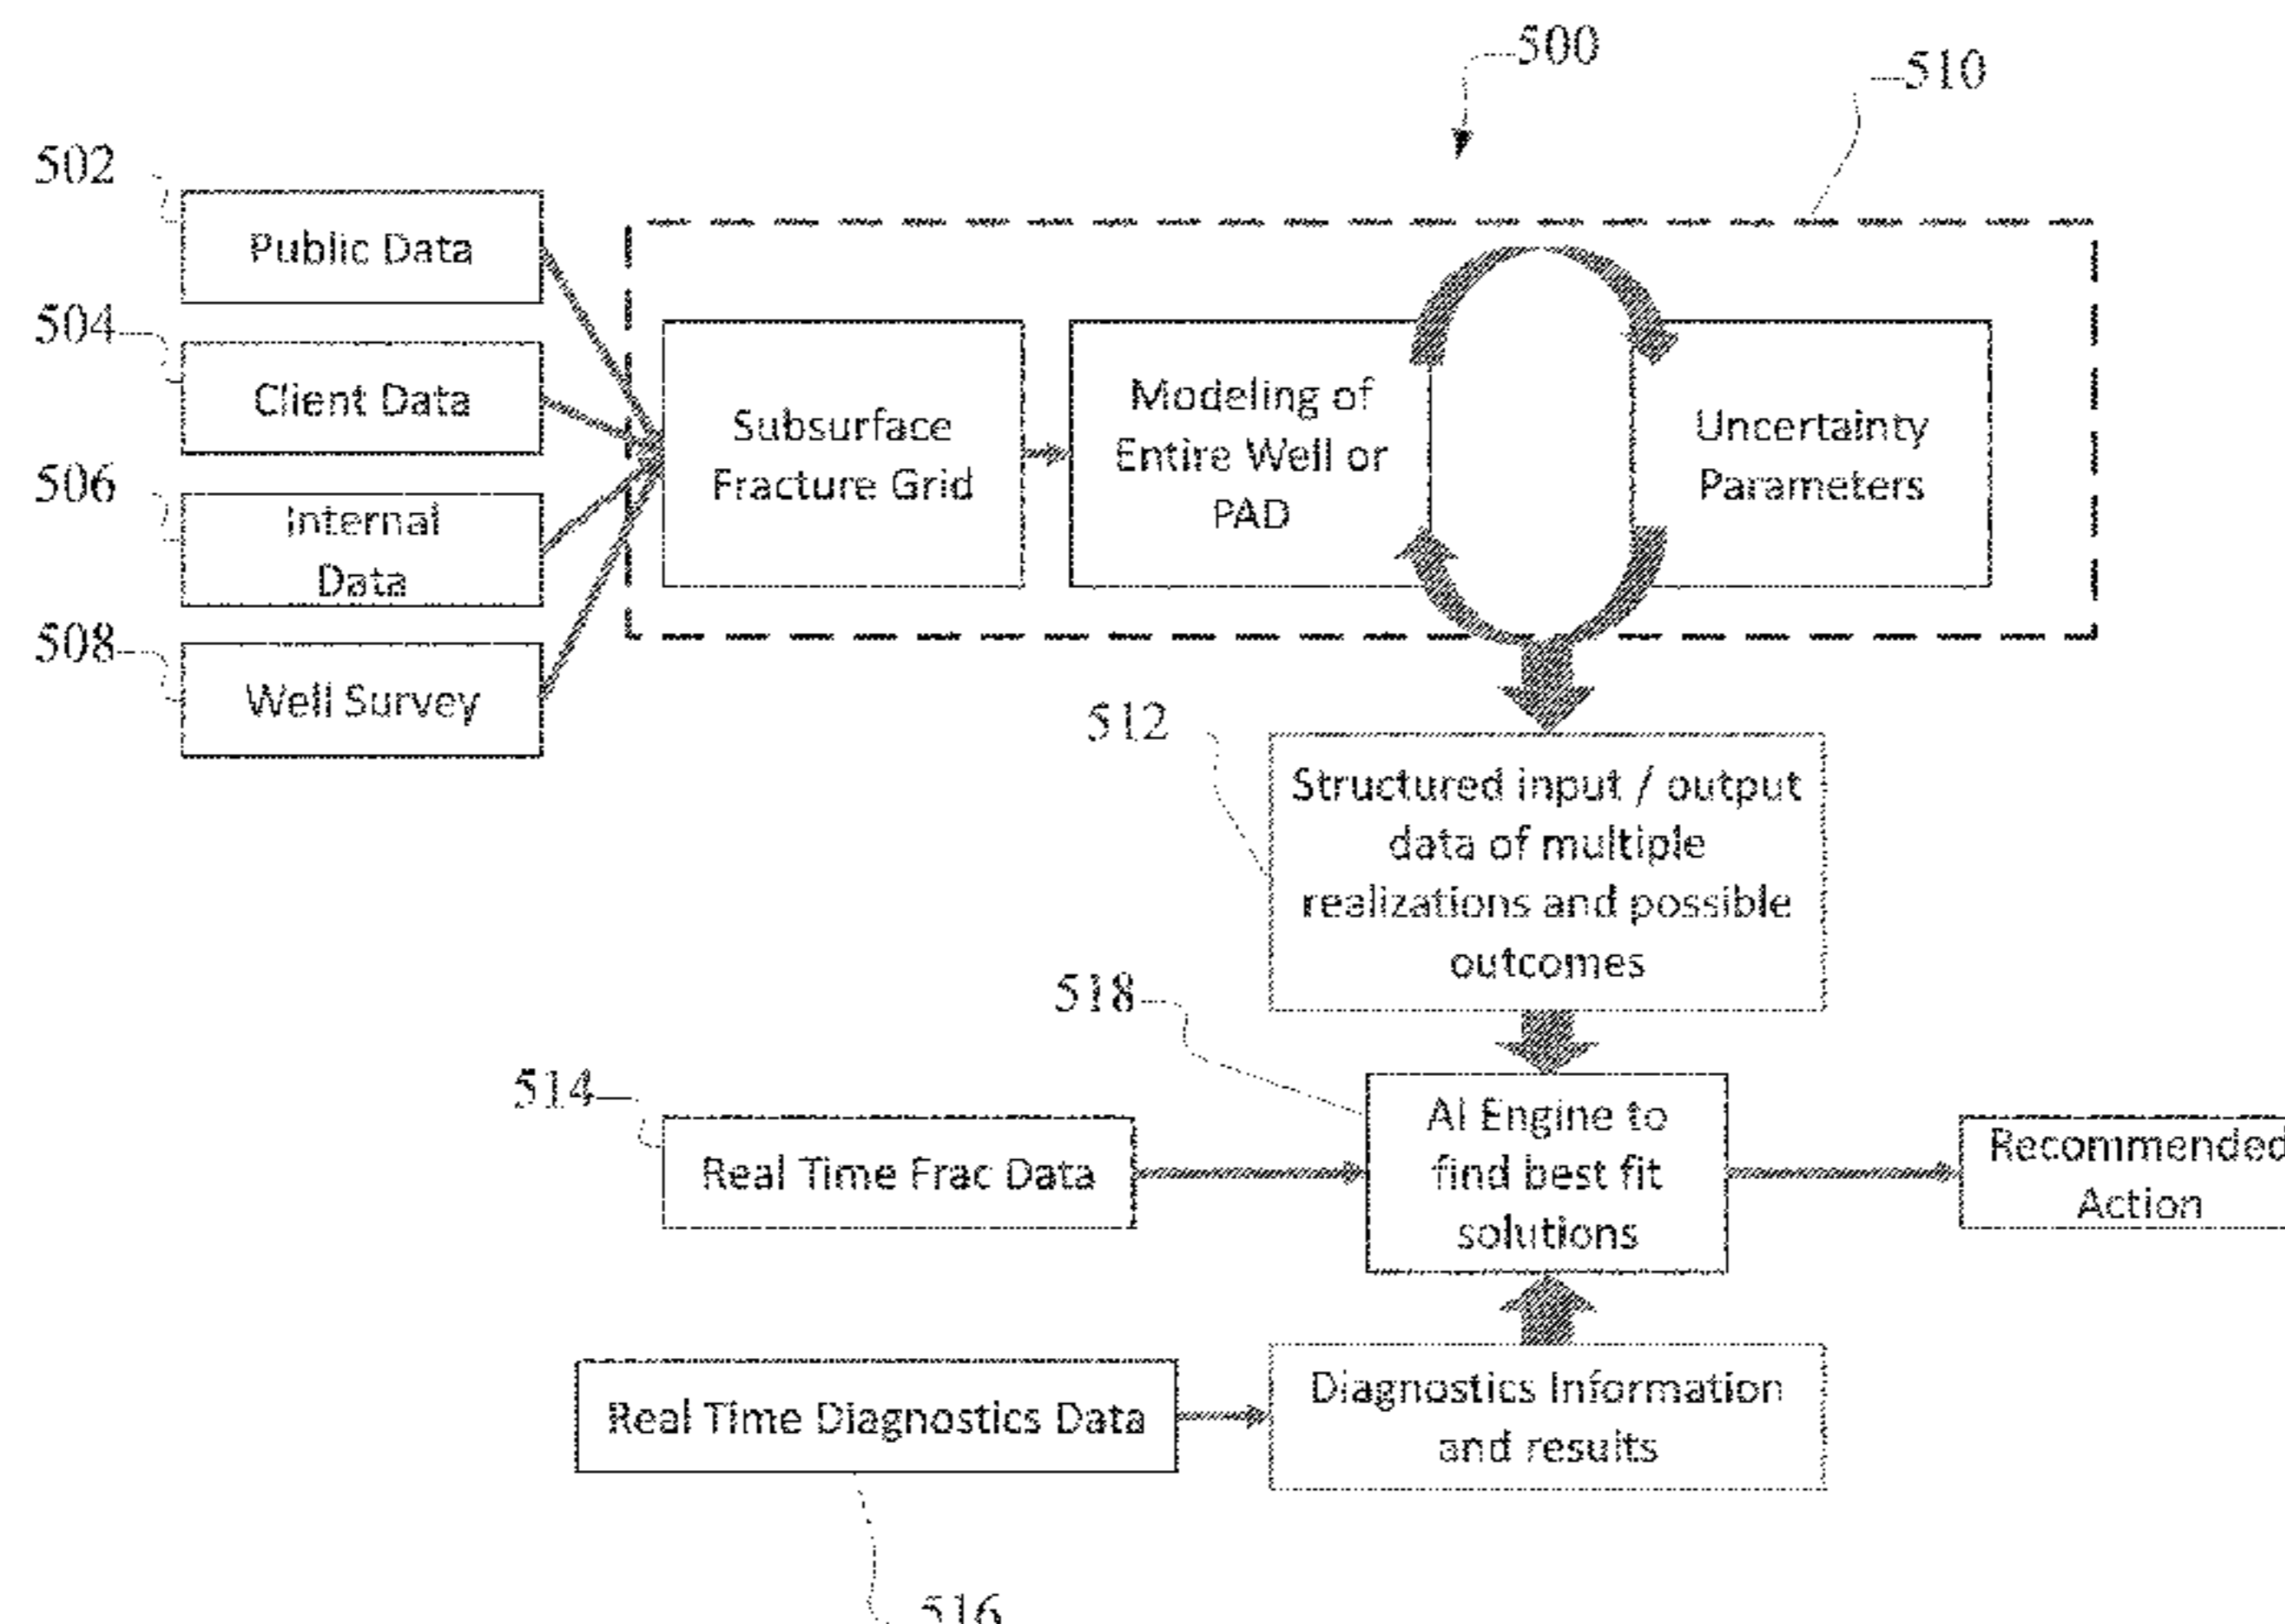 500
510
502
Public Data
504
Client Data
506
Internal
Data
508
Well Survey
Subsurface
Fracture Grid
Modeling of
Entire Well or
PAD
Uncertainty
Parameters
512
Structured input / output
data of multiple
realizations and possible
outcomes
518
514
Real Time Frac Data
AI Engine to
find best fit
solutions
Recommended
Action
Real Time Diagnostics Data
Diagnostics Information
and results
516